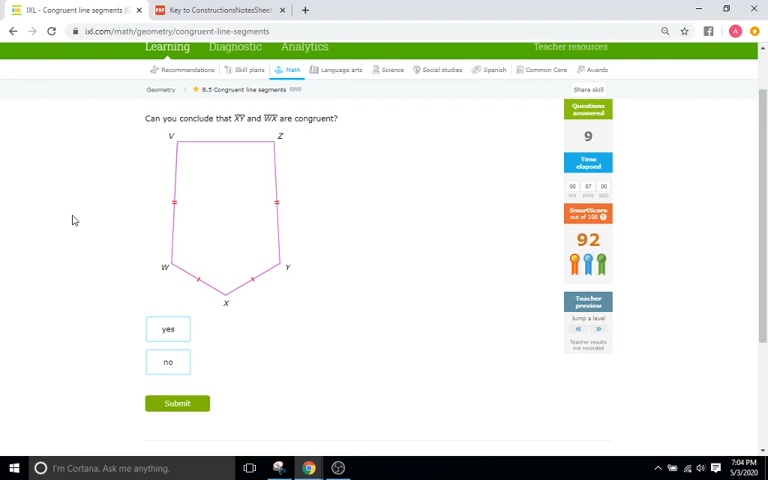 IXL - Congruent line segments (G
Key to ConstructionsNotesSheet
ixl.com/math/geometry/congruent-line-segments
Learning Diagnostic Analytics Teacher resources
Recommendations Skill plans Math Language arts Science Social studies Spanish Common Core Awards
Geometry B.5 Congruent line segments 6W9 Share skill
Can you conclude that XY and WX are congruent?
V Z
W Y
X
yes
no
Submit
Questions answered
9
Time elapsed
00 07 00
HR MIN SEC
SmartScore
out of 100 ?
92
Teacher preview
Jump a level
« »
Teacher results not recorded
I'm Cortana. Ask me anything.
7:04 PM
5/3/2020